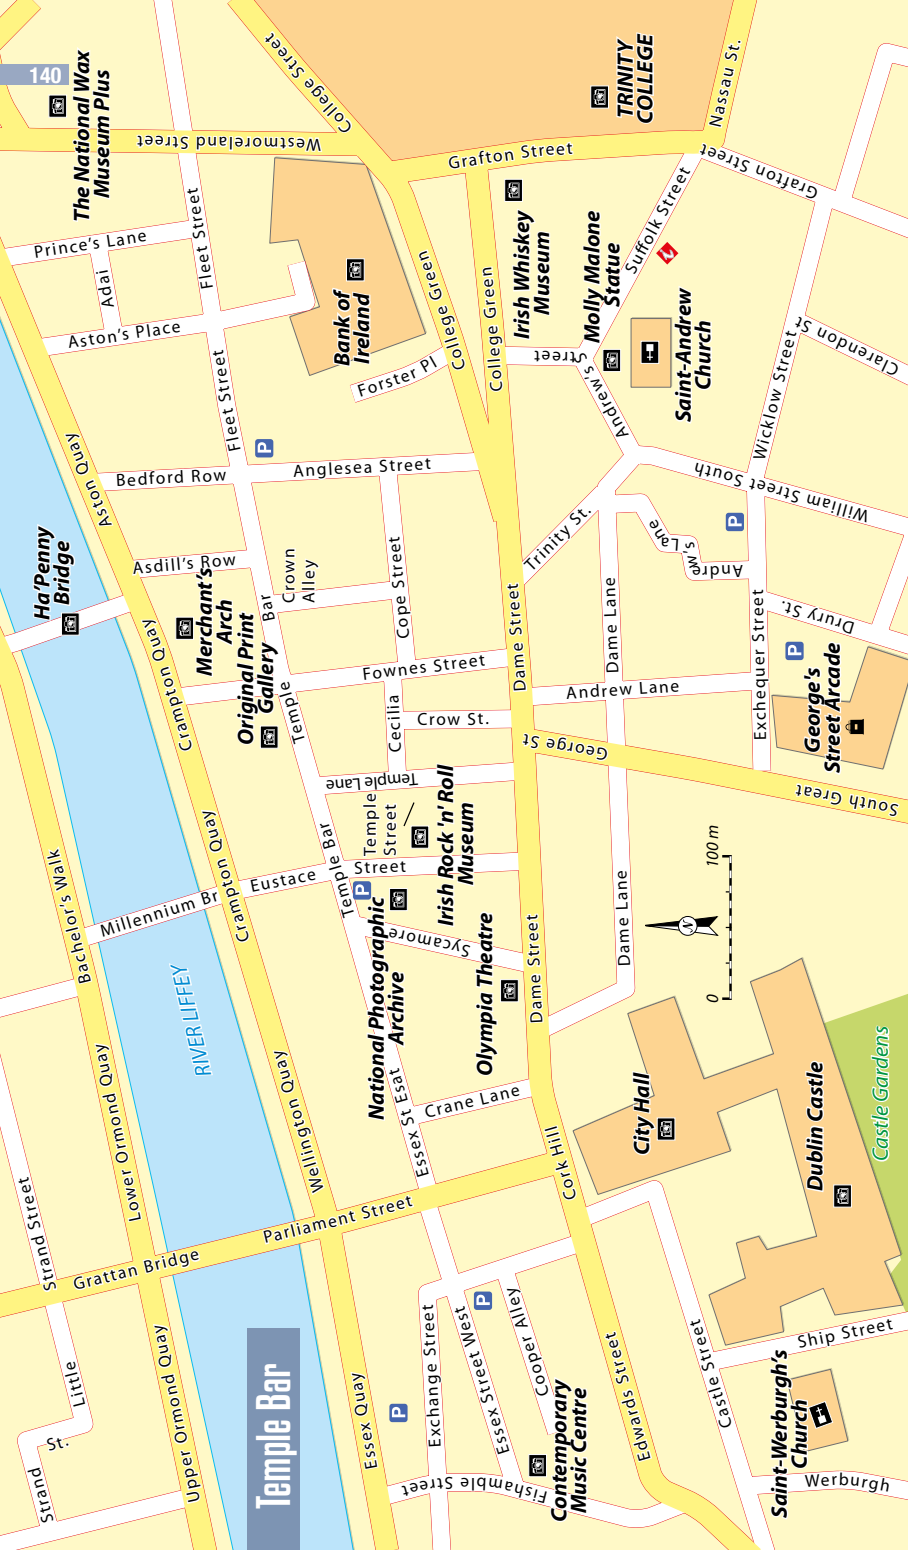 140
The National Wax
Museum Plus
Westmoreland Street
College Street
TRINITY
COLLEGE
Nassau St.
Grafton Street
Grafton Street
Prince's Lane
Adai
Aston's Place
Fleet Street
Fleet Street
Bank of
Ireland
Forster Pl
College Green
College Green
Irish Whiskey
Museum
Molly Malone
Statue
Suffolk Street
Saint-Andrew
Church
Andrew's
Street
Wicklow Street
Clarendon St
William Street South
Aston Quay
Bedford Row
Anglesea Street
P
Ha'Penny
Bridge
Asdill's Row
Merchant's
Arch
Original Print
Gallery
Crown
Alley
Cope Street
Fownes Street
Cecilia
Crow St.
Temple Bar
Temple Lane
Temple
Street
Irish Rock 'n' Roll
Museum
Trinity St.
Dame Street
Dame Lane
Andrew Lane
Andrew's Lane
P
Exchequer Street
Drury St.
P
George's
Street Arcade
South Great
George St
Crampton Quay
Crampton Quay
Bachelor's Walk
Millennium Br
Eustace
Street
Temple Bar
P
National Photographic
Archive
Sycamore
Olympia Theatre
Dame Street
Dame Lane
0
100 m
N
RIVER LIFFEY
Lower Ormond Quay
Wellington Quay
Essex St Esat
Crane Lane
City Hall
Dublin Castle
Castle Gardens
Cork Hill
Parliament Street
Grattan Bridge
Strand Street
Little
St.
Strand
Upper Ormond Quay
Temple Bar
Essex Quay
P
P
Exchange Street
Essex Street West
Cooper Alley
Contemporary
Music Centre
Fishamble Street
Edwards Street
Castle Street
Ship Street
Saint-Werburgh's
Church
Werburgh